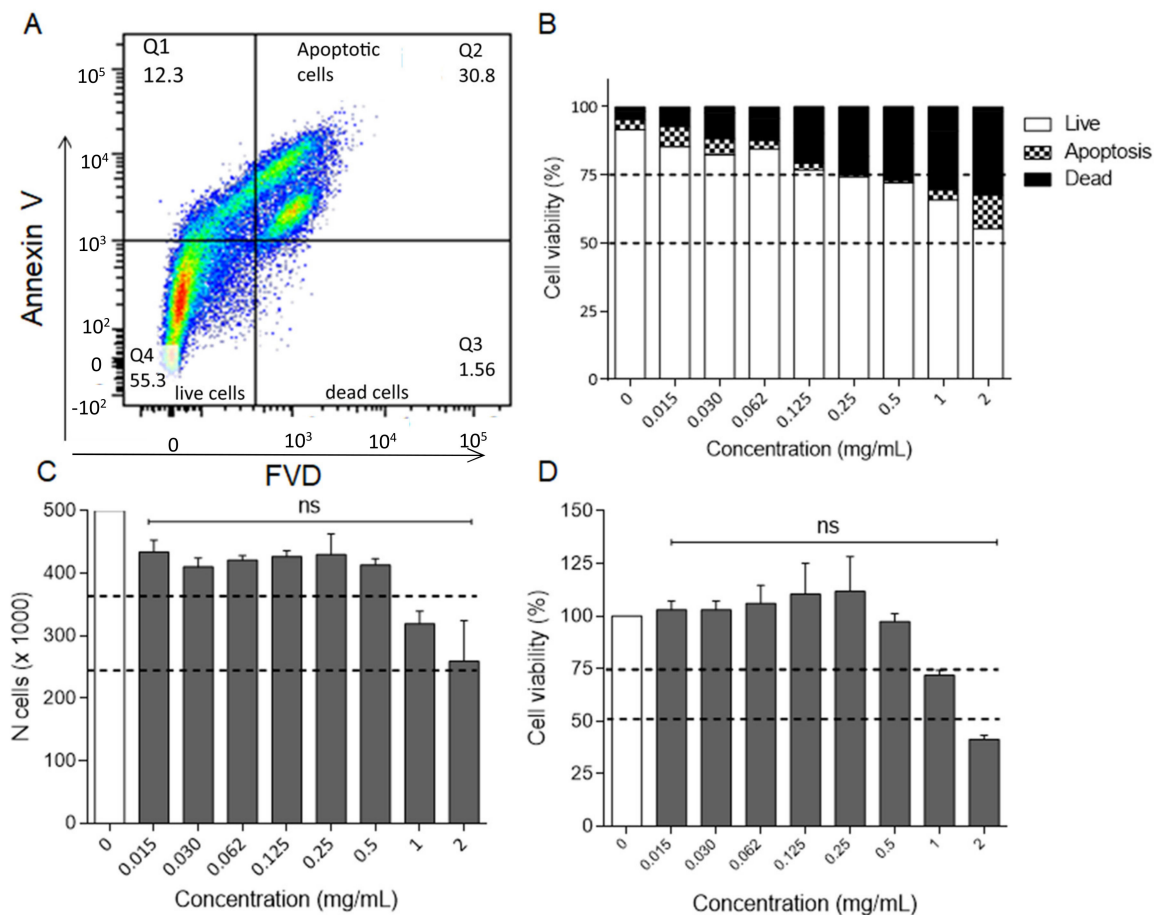 A
Q1
12.3
Apoptotic
cells
Q2
30.8
10⁵
10⁴
10³
10²
0
-10²
Annexin V
Q4
55.3
live cells
dead cells
Q3
1.56
0
10³
10⁴
10⁵
FVD
B
Cell viability (%)
100
75
50
25
0
0
0.015
0.030
0.062
0.125
0.25
0.5
1
2
Concentration (mg/mL)
Live
Apoptosis
Dead
C
N cells (x 1000)
500
400
300
200
100
0
ns
0
0.015
0.030
0.062
0.125
0.25
0.5
1
2
Concentration (mg/mL)
D
Cell viability (%)
150
125
100
75
50
25
0
ns
0
0.015
0.030
0.062
0.125
0.25
0.5
1
2
Concentration (mg/mL)